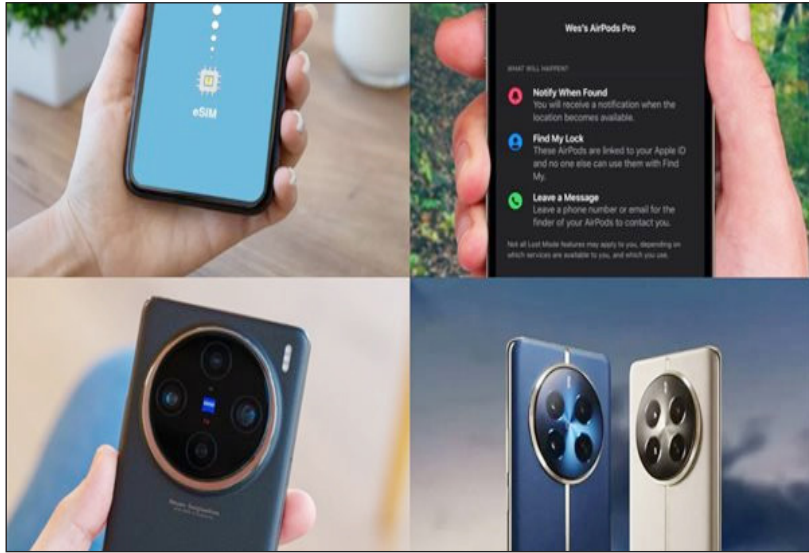 eSIM
Wes's AirPods Pro
WHAT WILL HAPPEN?
Notify When Found
You will receive a notification when the
location becomes available.
Find My Lock
These AirPods are linked to your Apple ID
and no one else can use them with Find
My.
Leave a Message
Leave a phone number or email for the
finder of your AirPods to contact you.
Not all Lost Mode features may apply to you, depending on
which services are available to you, and which you use.
ZEISS